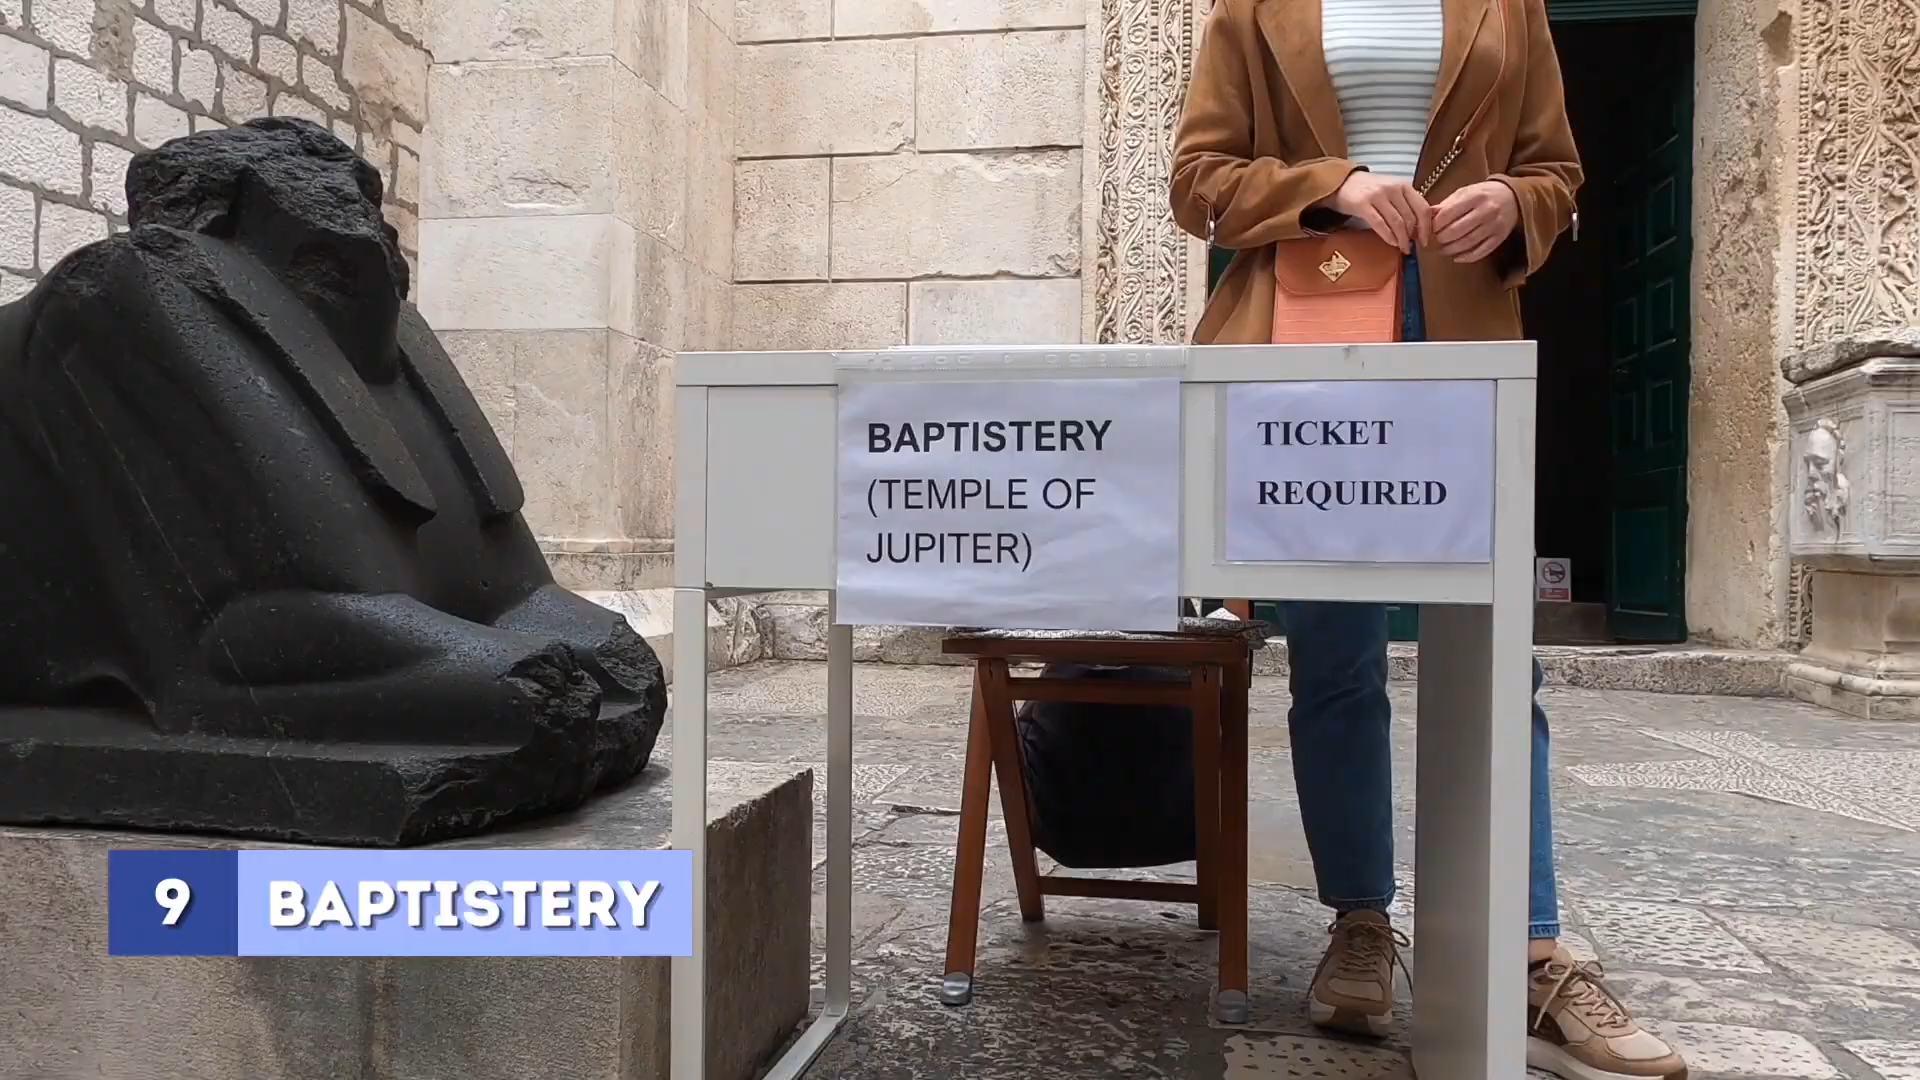 BAPTISTERY
(TEMPLE OF
JUPITER)
TICKET
REQUIRED
9 BAPTISTERY